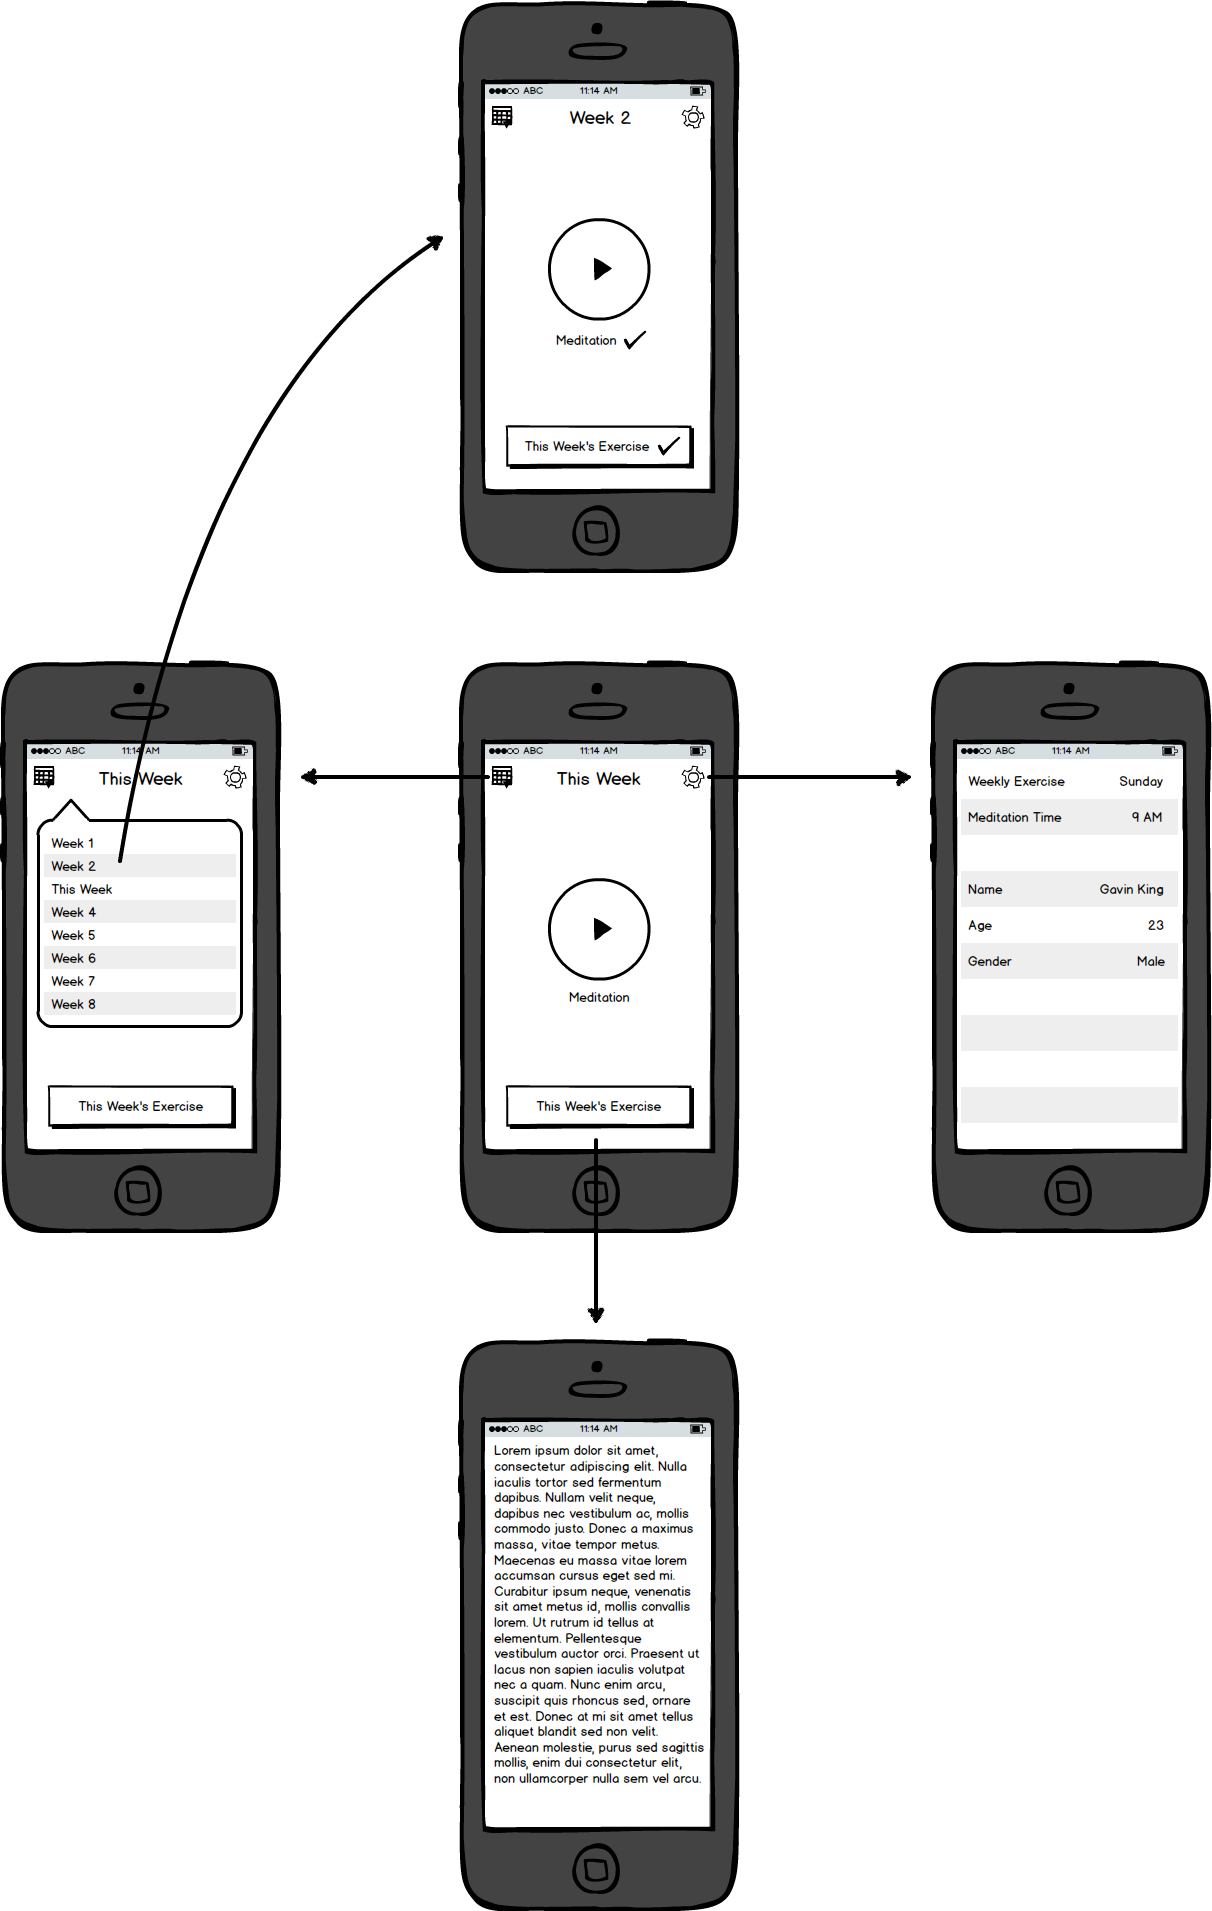 ABC 11:14 AM
Week 2
Meditation
This Week's Exercise
ABC 11:14 AM
This Week
Week 1
Week 2
This Week
Week 4
Week 5
Week 6
Week 7
Week 8
This Week's Exercise
ABC 11:14 AM
This Week
Meditation
This Week's Exercise
ABC 11:14 AM
Weekly Exercise Sunday
Meditation Time 9 AM
Name Gavin King
Age 23
Gender Male
ABC 11:14 AM
Lorem ipsum dolor sit amet,
consectetur adipiscing elit. Nulla
iaculis tortor sed fermentum
dapibus. Nullam velit neque,
dapibus nec vestibulum ac, mollis
commodo justo. Donec a maximus
massa, vitae tempor metus.
Maecenas eu massa vitae lorem
accumsan cursus eget sed mi.
Curabitur ipsum neque, venenatis
sit amet metus id, mollis convallis
lorem. Ut rutrum id tellus at
elementum. Pellentesque
vestibulum auctor orci. Praesent ut
lacus non sapien iaculis volutpat
nec a quam. Nunc enim arcu,
suscipit quis rhoncus sed, ornare
et est. Donec at mi sit amet tellus
aliquet blandit sed non velit.
Aenean molestie, purus sed sagittis
mollis, enim dui consectetur elit,
non ullamcorper nulla sem vel arcu.